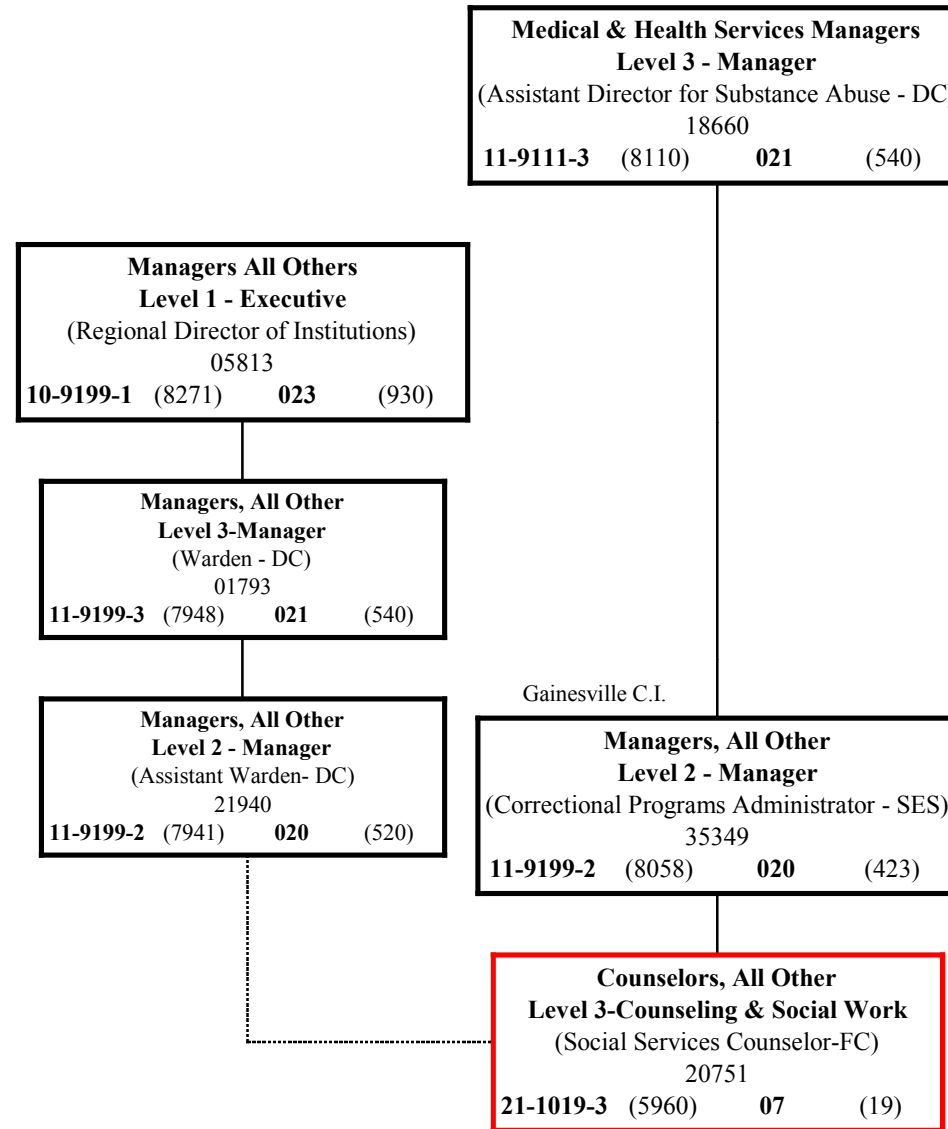 Medical & Health Services Managers
Level 3 - Manager
(Assistant Director for Substance Abuse - DC
18660
11-9111-3 (8110) 021 (540)
Managers All Others
Level 1 - Executive
(Regional Director of Institutions)
05813
10-9199-1 (8271) 023 (930)
Managers, All Other
Level 3-Manager
(Warden - DC)
01793
11-9199-3 (7948) 021 (540)
Managers, All Other
Level 2 - Manager
(Assistant Warden- DC)
21940
11-9199-2 (7941) 020 (520)
Gainesville C.I.
Managers, All Other
Level 2 - Manager
(Correctional Programs Administrator - SES)
35349
11-9199-2 (8058) 020 (423)
Counselors, All Other
Level 3-Counseling & Social Work
(Social Services Counselor-FC)
20751
21-1019-3 (5960) 07 (19)